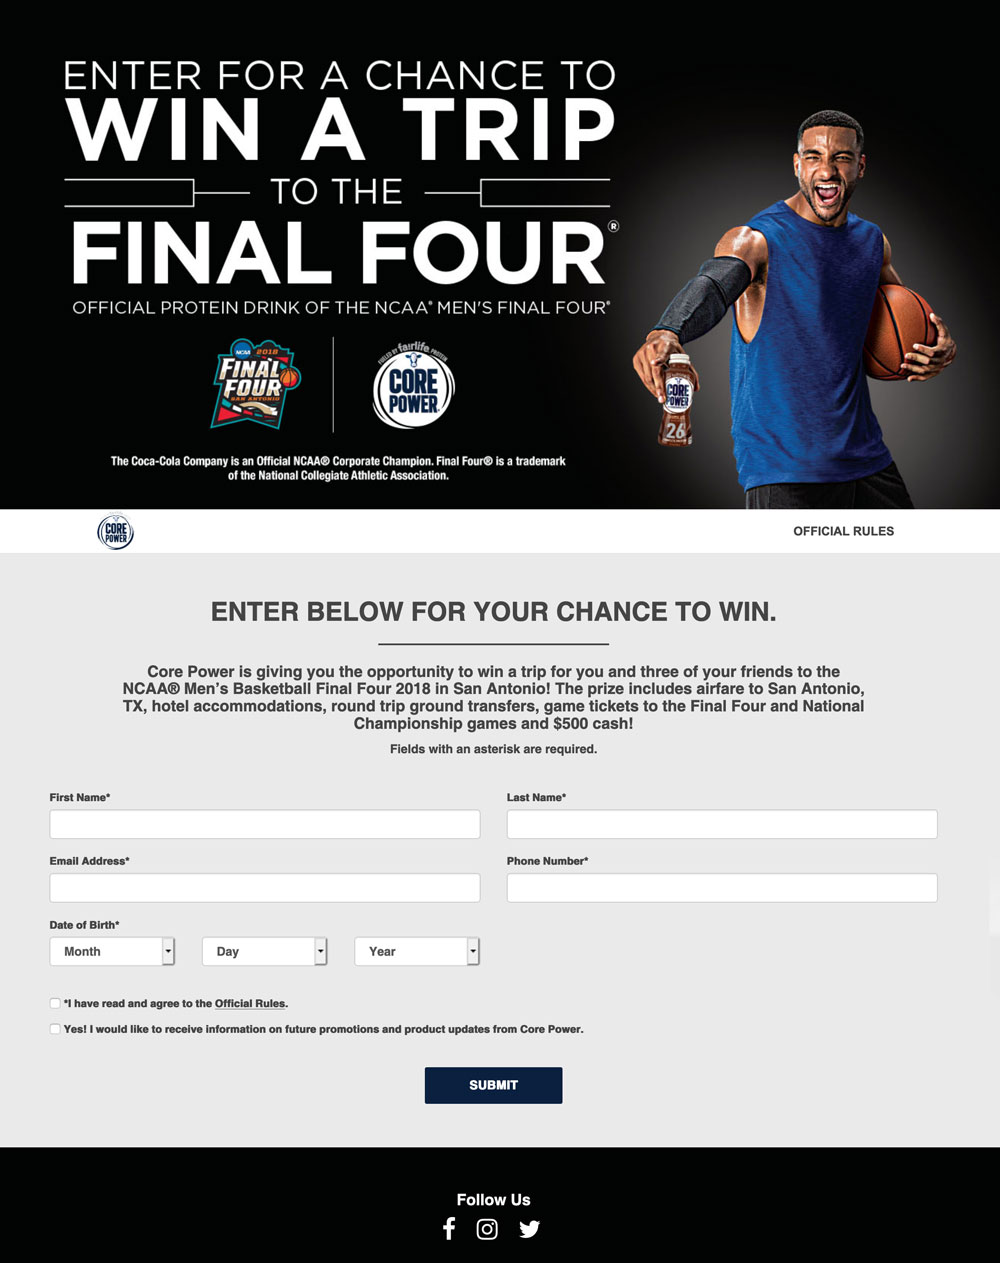 ENTER FOR A CHANCE TO
WIN A TRIP
TO THE
FINAL FOUR®
OFFICIAL PROTEIN DRINK OF THE NCAA® MEN'S FINAL FOUR®
NCAA 2018
FINAL
FOUR
SAN ANTONIO
FUELED BY fairlife PROTEIN
CORE
POWER
CORE
POWER
26
The Coca-Cola Company is an Official NCAA® Corporate Champion. Final Four® is a trademark
of the National Collegiate Athletic Association.
CORE
POWER
OFFICIAL RULES
ENTER BELOW FOR YOUR CHANCE TO WIN.
Core Power is giving you the opportunity to win a trip for you and three of your friends to the
NCAA® Men’s Basketball Final Four 2018 in San Antonio! The prize includes airfare to San Antonio,
TX, hotel accommodations, round trip ground transfers, game tickets to the Final Four and National
Championship games and $500 cash!
Fields with an asterisk are required.
First Name*
Last Name*
Email Address*
Phone Number*
Date of Birth*
Month
Day
Year
*I have read and agree to the Official Rules.
Yes! I would like to receive information on future promotions and product updates from Core Power.
SUBMIT
Follow Us